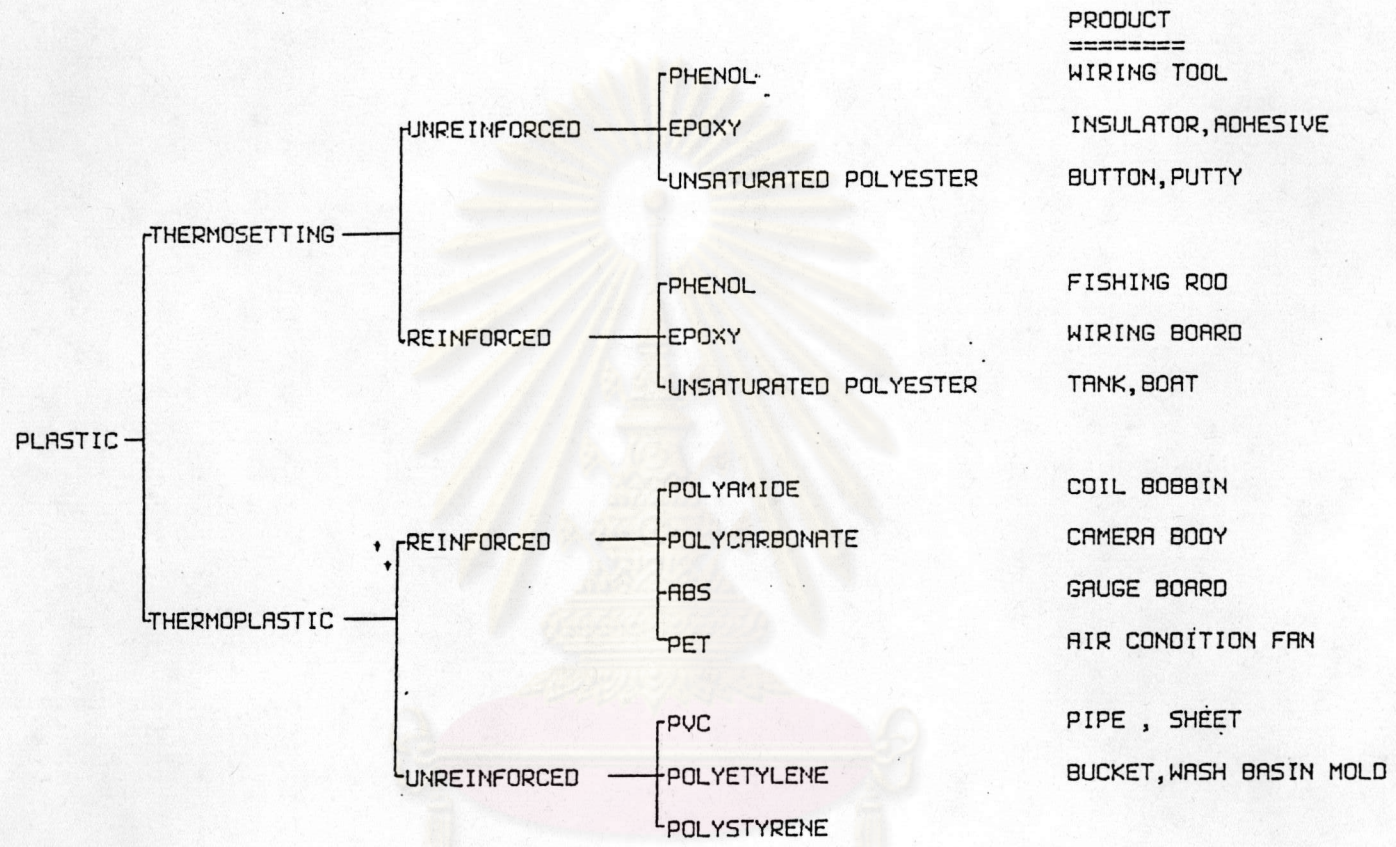 PRODUCT
========
PHENOL WIRING TOOL
UNREINFORCED EPOXY INSULATOR,ADHESIVE
UNSATURATED POLYESTER BUTTON,PUTTY
THERMOSETTING
PHENOL FISHING ROD
REINFORCED EPOXY WIRING BOARD
UNSATURATED POLYESTER TANK,BOAT
PLASTIC
POLYAMIDE COIL BOBBIN
REINFORCED POLYCARBONATE CAMERA BODY
ABS GAUGE BOARD
THERMOPLASTIC
PET AIR CONDITION FAN
PVC PIPE , SHEET
UNREINFORCED POLYETYLENE BUCKET,WASH BASIN MOLD
POLYSTYRENE